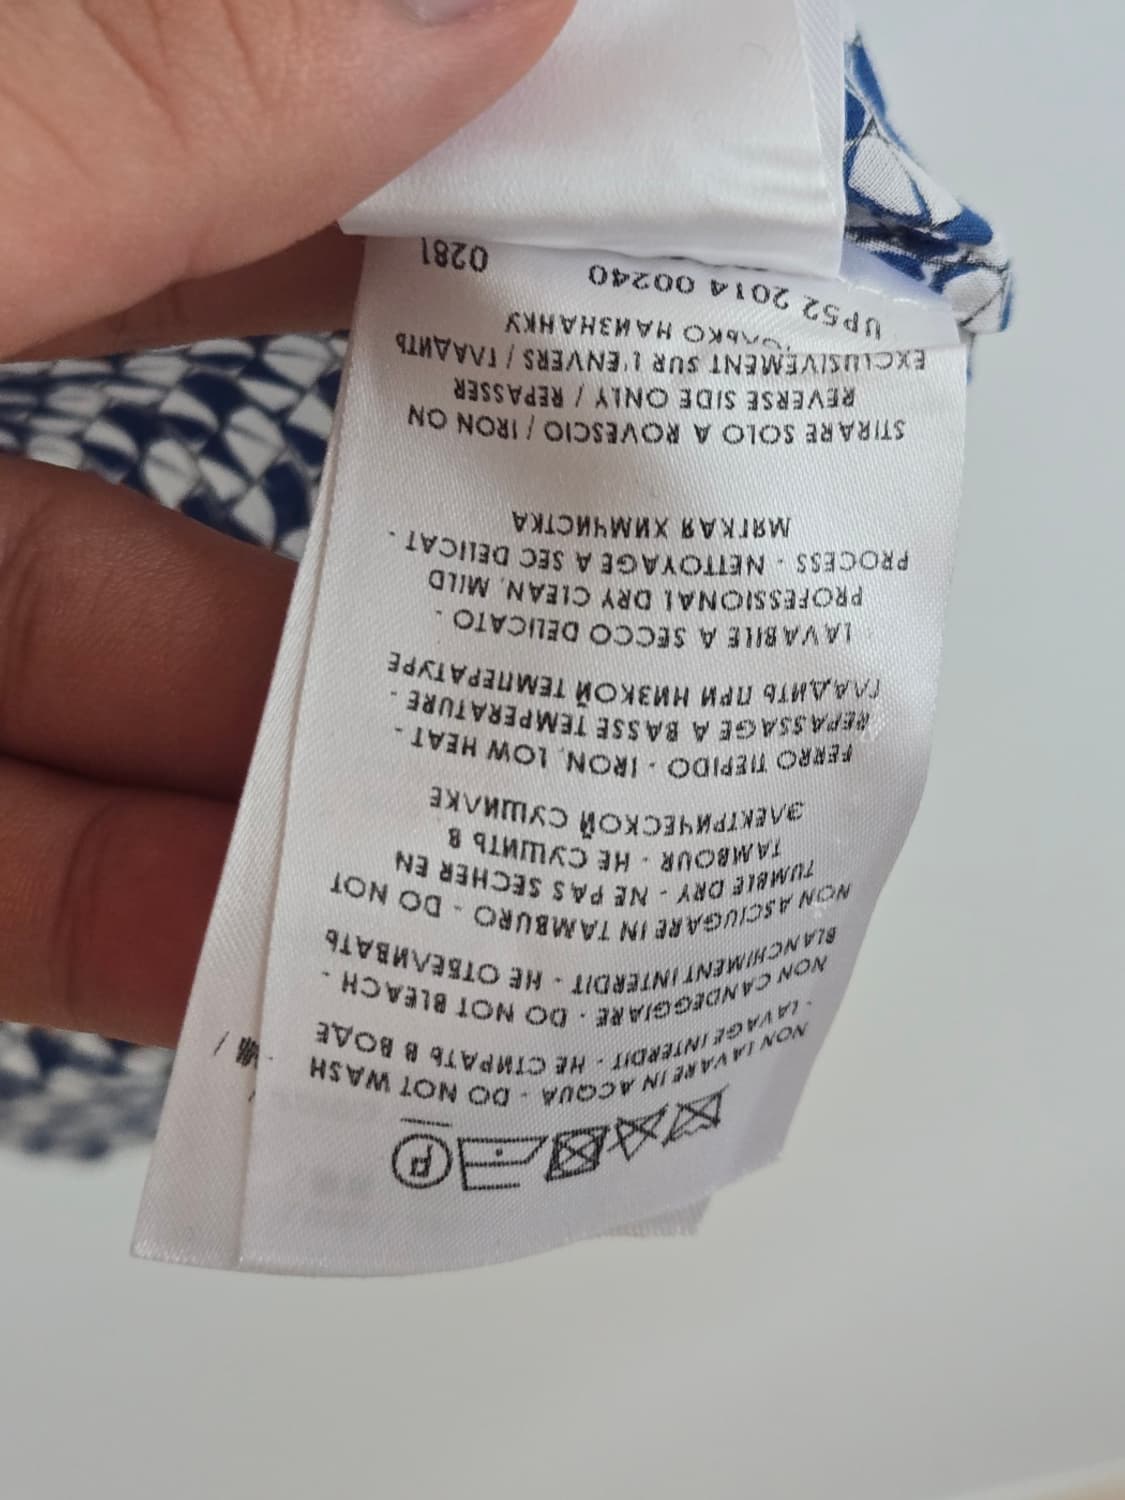 NON LAVARE IN ACQUA - DO NOT WASH
- LAVAGE INTERDIT - НЕ СТИРАТЬ В ВОДЕ
NON CANDEGGIARE - DO NOT BLEACH -
BLANCHIMENT INTERDIT - НЕ ОТБЕЛИВАТЬ
NON ASCIUGARE IN TAMBURO - DO NOT
TUMBLE DRY - NE PAS SECHER EN
TAMBOUR - НЕ СУШИТЬ В
ЭЛЕКТРИЧЕСКОЙ СУШИЛКЕ
FERRO TIEPIDO - IRON, LOW HEAT -
REPASSAGE A BASSE TEMPERATURE -
ГЛАДИТЬ ПРИ НИЗКОЙ ТЕМПЕРАТУРЕ
LAVABILE A SECCO DELICATO -
PROFESSIONAL DRY CLEAN, MILD
PROCESS - NETTOYAGE A SEC DELICAT -
МЯГКАЯ ХИМЧИСТКА
STIRARE SOLO A ROVESCIO / IRON ON
REVERSE SIDE ONLY / REPASSER
EXCLUSIVEMENT SUR L'ENVERS / ГЛАДИТЬ
ТОЛЬКО НАИЗНАНКУ
UP52 2014 00240 0281